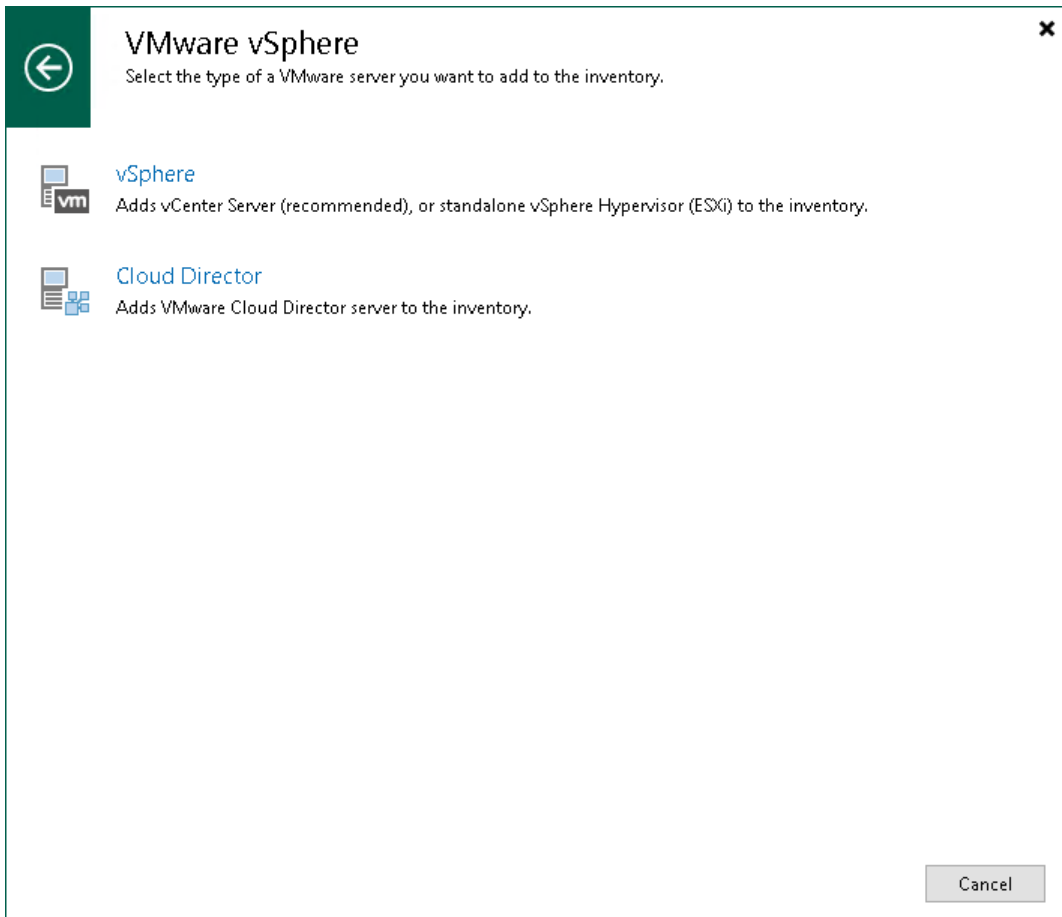 VMware vSphere
Select the type of a VMware server you want to add to the inventory.
vSphere
vm
Adds vCenter Server (recommended), or standalone vSphere Hypervisor (ESXi) to the inventory.
Cloud Director
Adds VMware Cloud Director server to the inventory.
Cancel